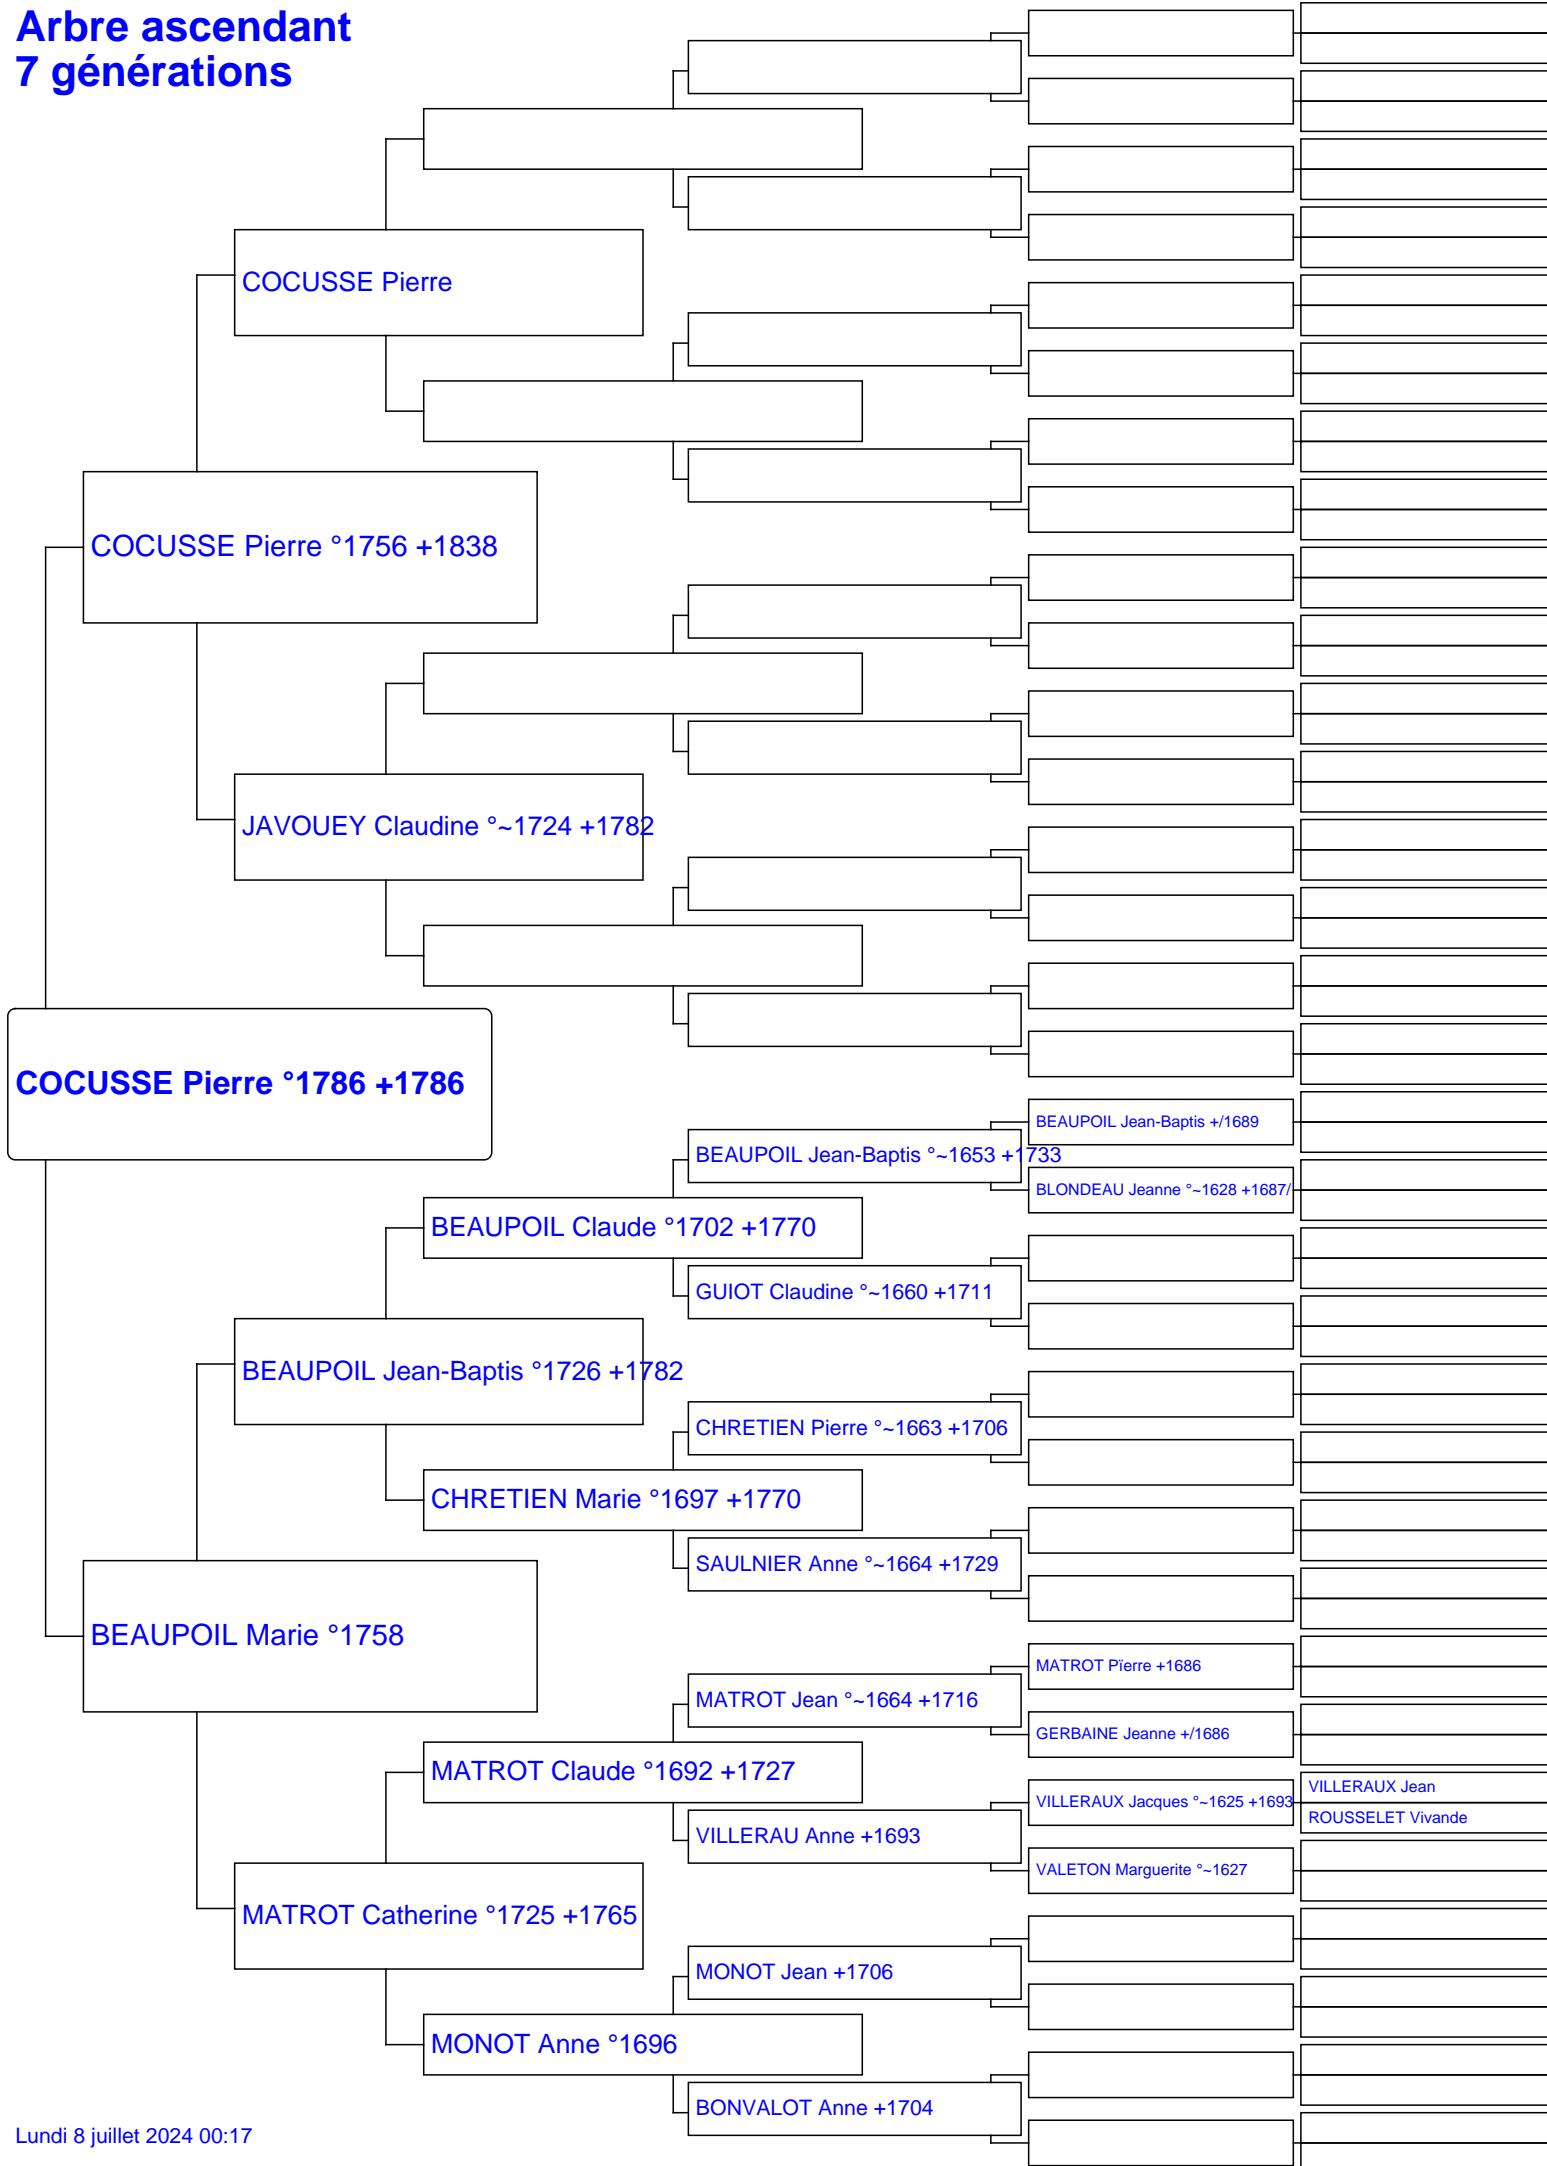 Arbre ascendant
7 générations
COCUSSE Pierre
COCUSSE Pierre °1756 +1838
JAVOUEY Claudine °~1724 +1782
COCUSSE Pierre °1786 +1786
BEAUPOIL Jean-Baptis +/1689
BEAUPOIL Jean-Baptis °~1653 +1733
BLONDEAU Jeanne °~1628 +1687/
BEAUPOIL Claude °1702 +1770
GUIOT Claudine °~1660 +1711
BEAUPOIL Jean-Baptis °1726 +1782
CHRETIEN Pierre °~1663 +1706
CHRETIEN Marie °1697 +1770
SAULNIER Anne °~1664 +1729
BEAUPOIL Marie °1758
MATROT Pïerre +1686
MATROT Jean °~1664 +1716
GERBAINE Jeanne +/1686
MATROT Claude °1692 +1727
VILLERAUX Jean
VILLERAUX Jacques °~1625 +1693
ROUSSELET Vivande
VILLERAU Anne +1693
VALETON Marguerite °~1627
MATROT Catherine °1725 +1765
MONOT Jean +1706
MONOT Anne °1696
BONVALOT Anne +1704
Lundi 8 juillet 2024 00:17